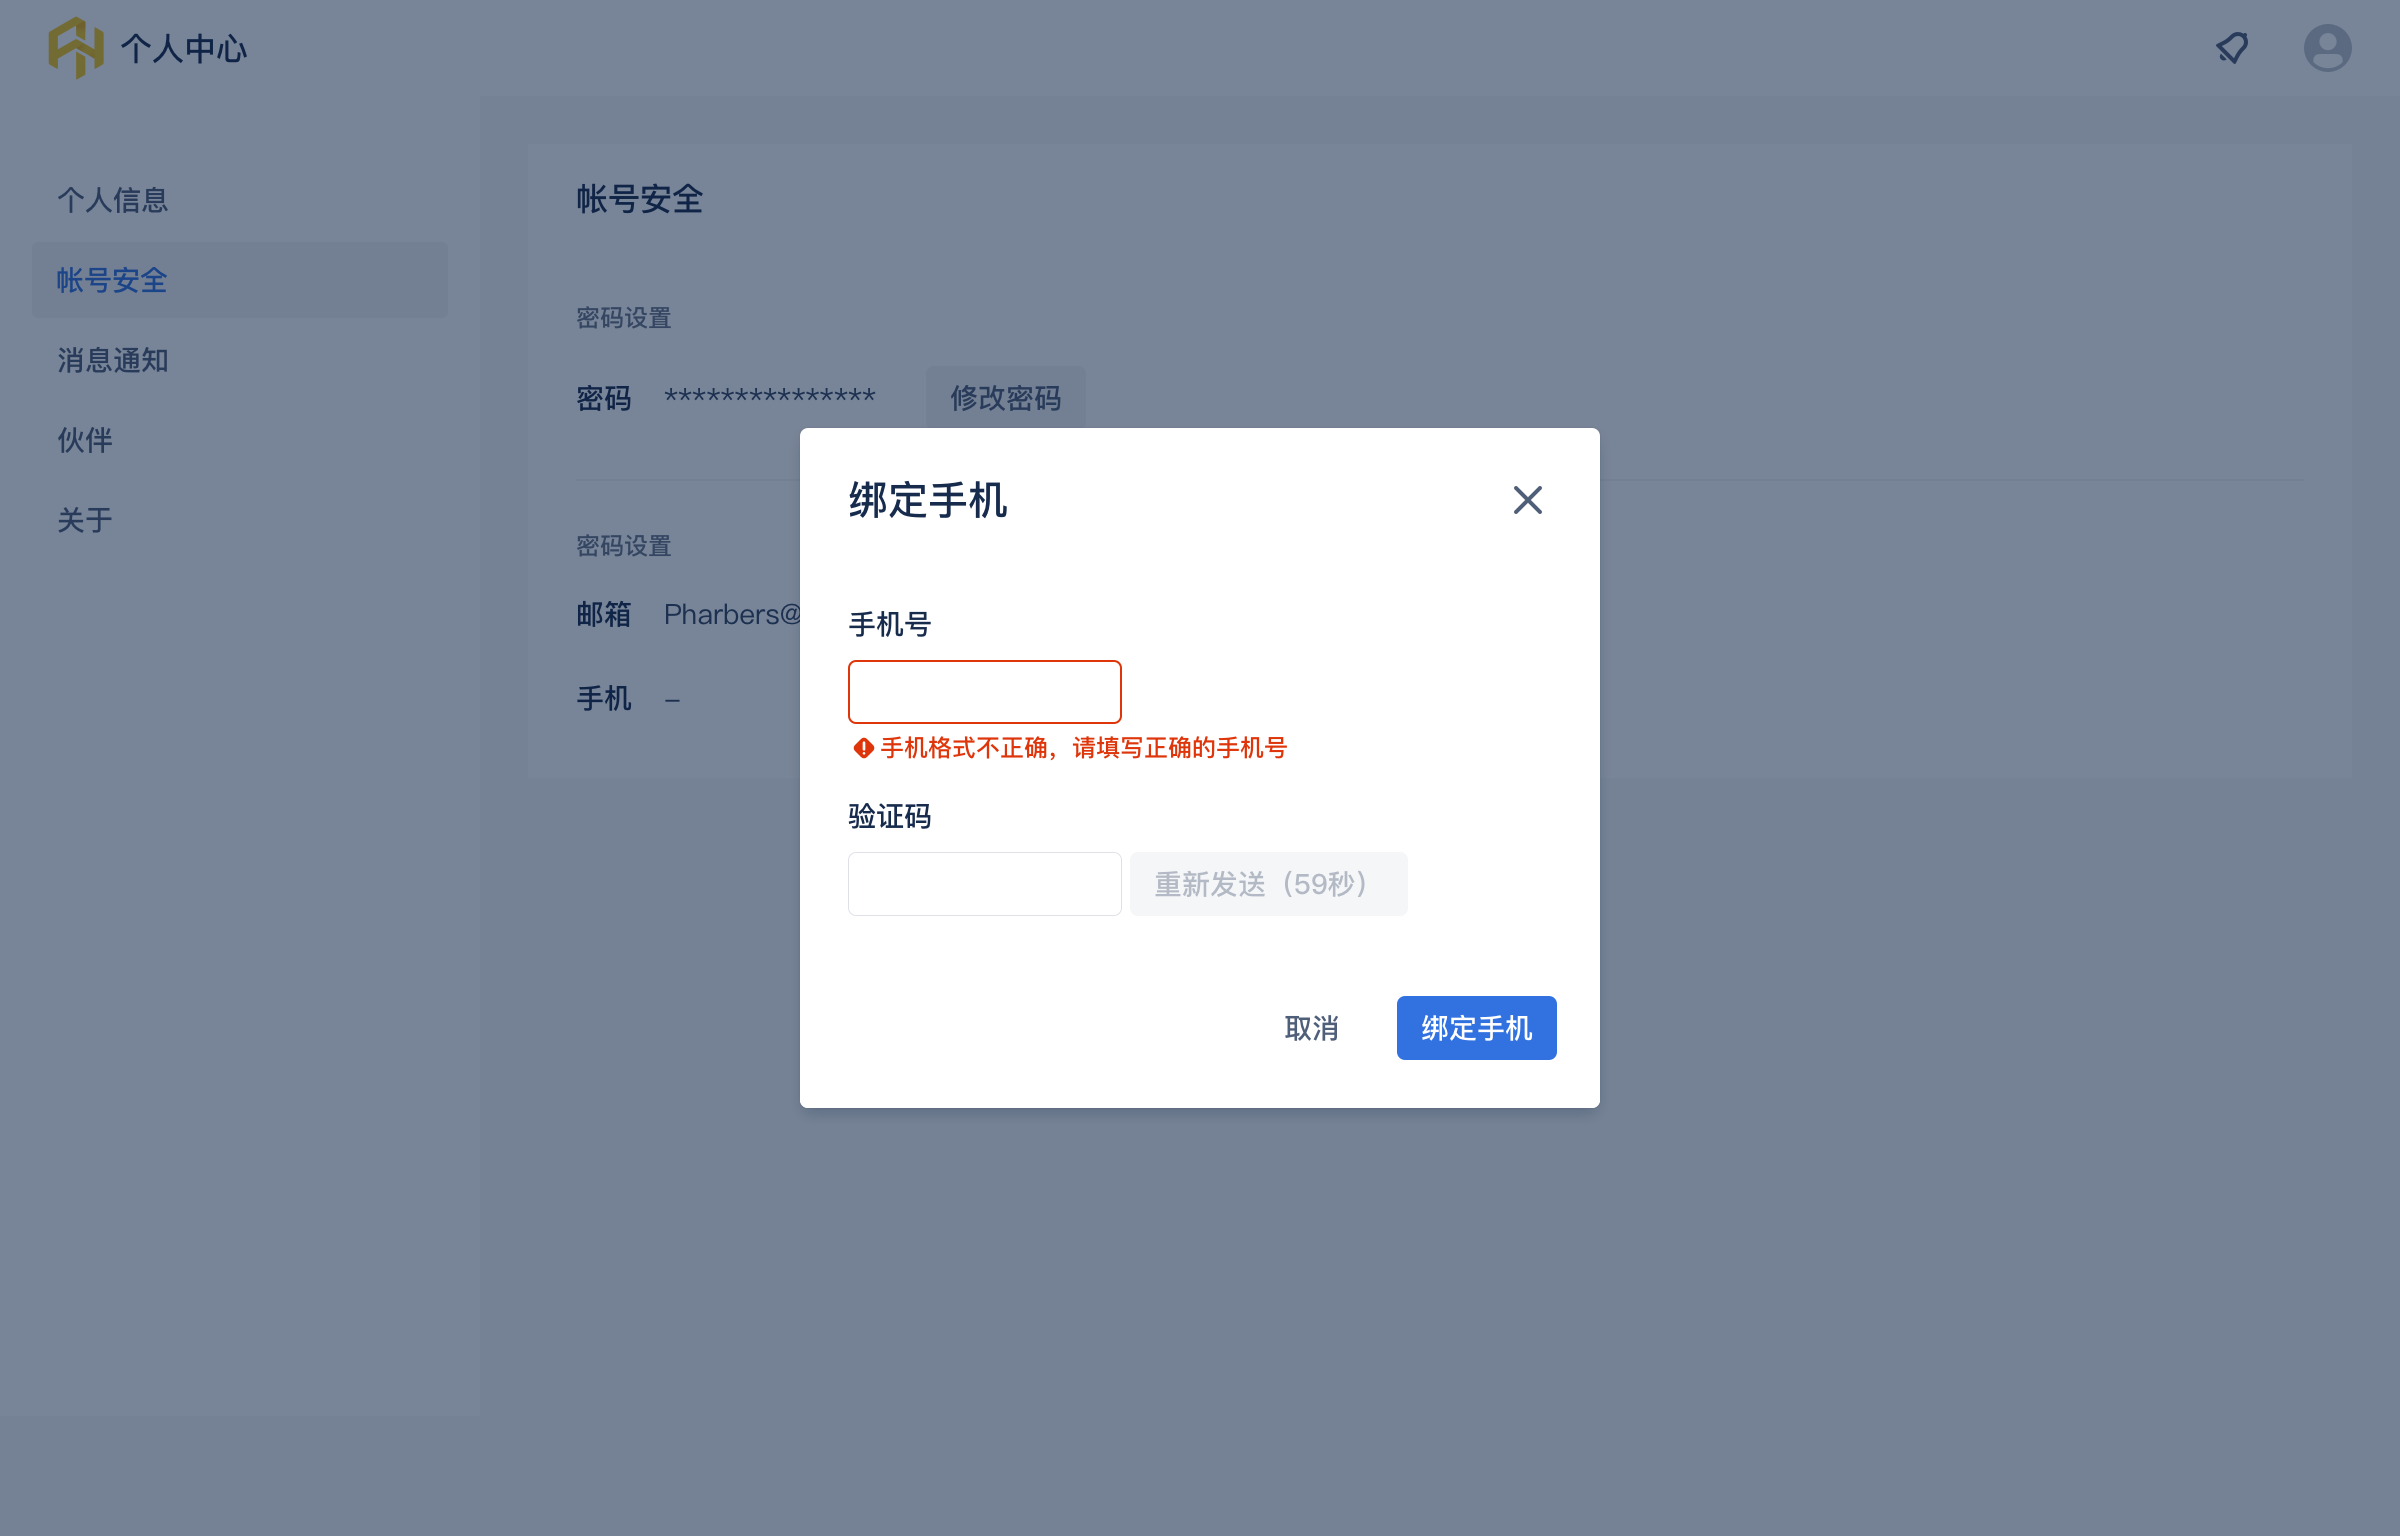 个人中心
个人信息
帐号安全
消息通知
伙伴
关于
帐号安全
密码设置
密码 *************** 修改密码
密码设置
邮箱 Pharbers@
手机 –
绑定手机
手机号
手机格式不正确，请填写正确的手机号
验证码
重新发送（59秒）
取消 绑定手机